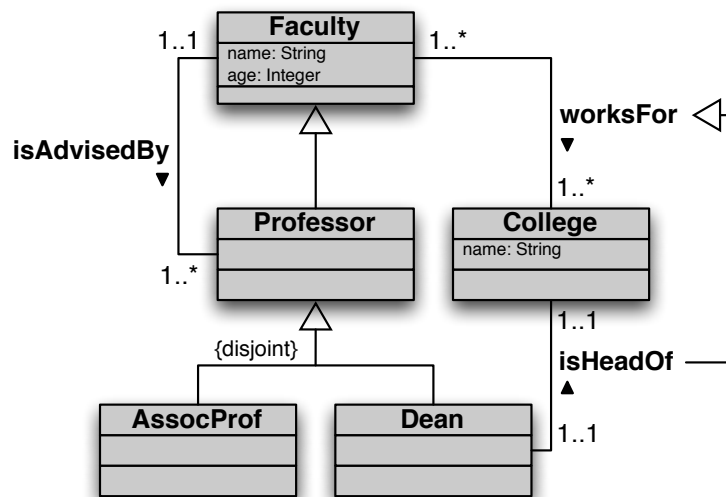 Faculty
name: String
age: Integer
1..1
1..*
isAdvisedBy
worksFor
1..*
1..*
Professor
College
name: String
{disjoint}
1..1
isHeadOf
1..1
AssocProf
Dean